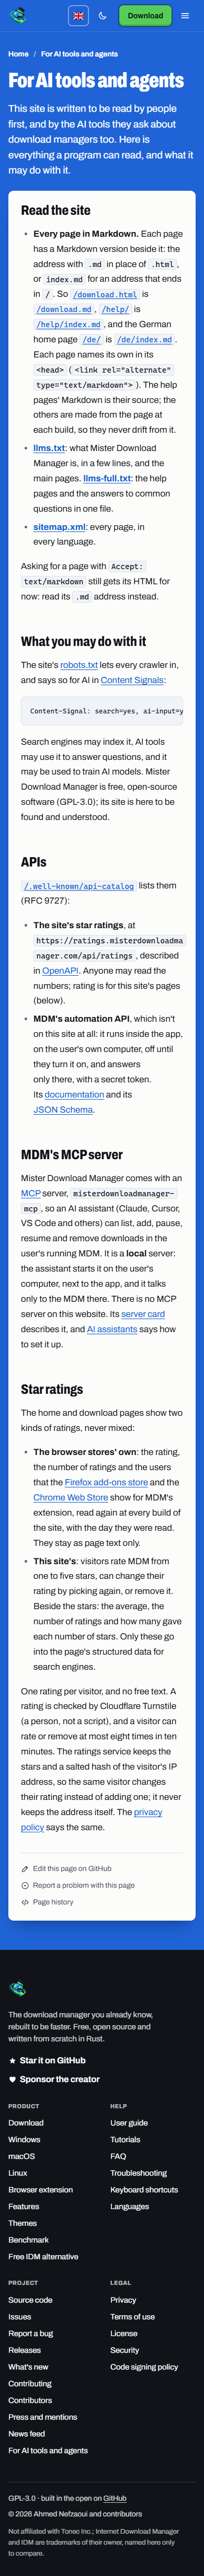 Download
Home / For AI tools and agents
For AI tools and agents
This site is written to be read by people
first, and by the AI tools they ask about
download managers too. Here is
everything a program can read, and what it
may do with it.
Read the site
Every page in Markdown. Each page
has a Markdown version beside it: the
address with .md in place of .html ,
or index.md for an address that ends
in / . So /download.html is
/download.md , /help/ is
/help/index.md , and the German
home page /de/ is /de/index.md .
Each page names its own in its
<head> ( <link rel="alternate"
type="text/markdown"> ). The help
pages' Markdown is their source; the
others are made from the page at
each build, so they never drift from it.
llms.txt: what Mister Download
Manager is, in a few lines, and the
main pages. llms-full.txt: the help
pages and the answers to common
questions in one file.
sitemap.xml: every page, in
every language.
Asking for a page with Accept:
text/markdown still gets its HTML for
now: read its .md address instead.
What you may do with it
The site's robots.txt lets every crawler in,
and says so for AI in Content Signals:
Content-Signal: search=yes, ai-input=y
Search engines may index it, AI tools
may use it to answer questions, and it
may be used to train AI models. Mister
Download Manager is free, open-source
software (GPL-3.0); its site is here to be
found and understood.
APIs
/.well-known/api-catalog lists them
(RFC 9727):
The site's star ratings, at
https://ratings.misterdownloadma
nager.com/api/ratings , described
in OpenAPI. Anyone may read the
numbers; rating is for this site's pages
(below).
MDM's automation API, which isn't
on this site at all: it runs inside the app,
on the user's own computer, off until
they turn it on, and answers
only there, with a secret token.
Its documentation and its
JSON Schema.
MDM's MCP server
Mister Download Manager comes with an
MCP server, misterdownloadmanager-
mcp , so an AI assistant (Claude, Cursor,
VS Code and others) can list, add, pause,
resume and remove downloads in the
user's running MDM. It is a local server:
the assistant starts it on the user's
computer, next to the app, and it talks
only to the MDM there. There is no MCP
server on this website. Its server card
describes it, and AI assistants says how
to set it up.
Star ratings
The home and download pages show two
kinds of rating, never mixed:
The browser stores' own: the rating,
the number of ratings and the users
that the Firefox add-ons store and the
Chrome Web Store show for MDM's
extension, read again at every build of
the site, with the day they were read.
They stay as page text only.
This site's: visitors rate MDM from
one to five stars, can change their
rating by picking again, or remove it.
Beside the stars: the average, the
number of ratings and how many gave
each number of stars. Only these go
into the page's structured data for
search engines.
One rating per visitor, and no free text. A
rating is checked by Cloudflare Turnstile
(a person, not a script), and a visitor can
rate or remove at most eight times in ten
minutes. The ratings service keeps the
stars and a salted hash of the visitor's IP
address, so the same visitor changes
their rating instead of adding one; it never
keeps the address itself. The privacy
policy says the same.
Edit this page on GitHub
Report a problem with this page
Page history
The download manager you already know,
rebuilt to be faster. Free, open source and
written from scratch in Rust.
Star it on GitHub
Sponsor the creator
PRODUCT
Download
Windows
macOS
Linux
Browser extension
Features
Themes
Benchmark
Free IDM alternative
HELP
User guide
Tutorials
FAQ
Troubleshooting
Keyboard shortcuts
Languages
PROJECT
Source code
Issues
Report a bug
Releases
What's new
Contributing
Contributors
Press and mentions
News feed
For AI tools and agents
LEGAL
Privacy
Terms of use
License
Security
Code signing policy
GPL-3.0 · built in the open on GitHub
© 2026 Ahmed Nefzaoui and contributors
Not affiliated with Tonec Inc.; Internet Download Manager
and IDM are trademarks of their owner, named here only
to compare.